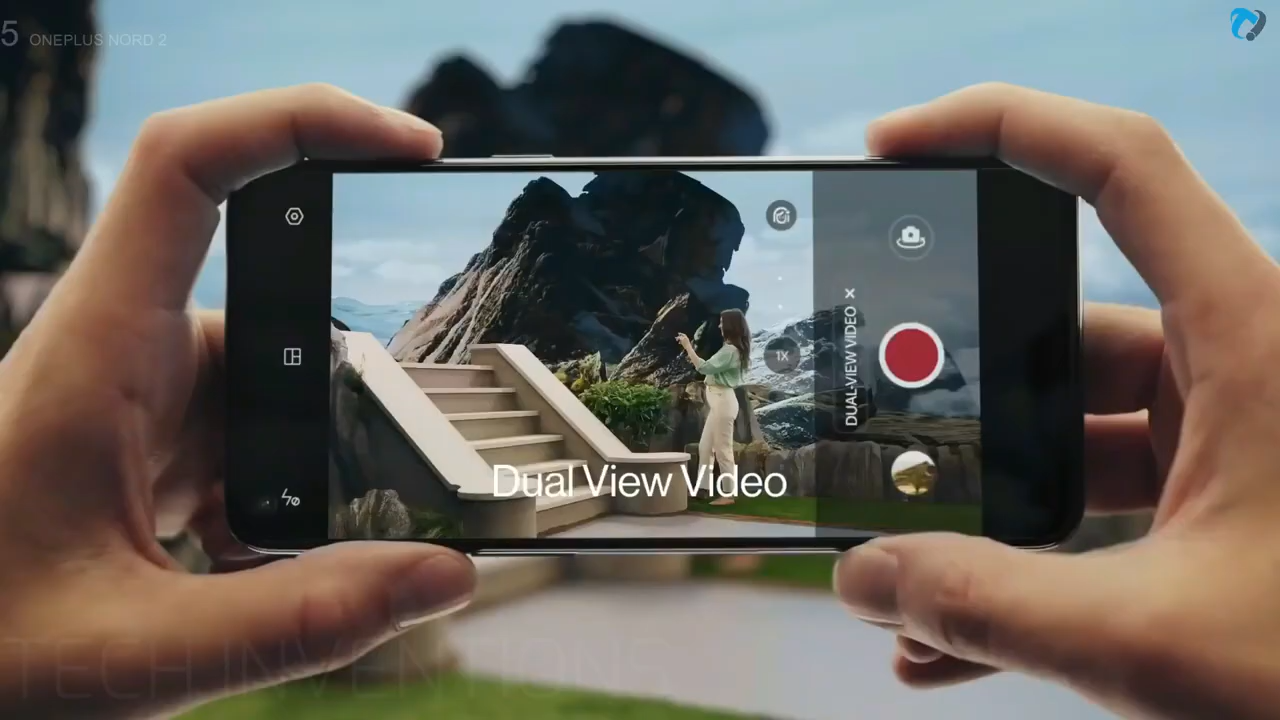 5 ONEPLUS NORD 2
1X
DUAL-VIEW VIDEO ×
Dual View Video
TECH INVENTIONS